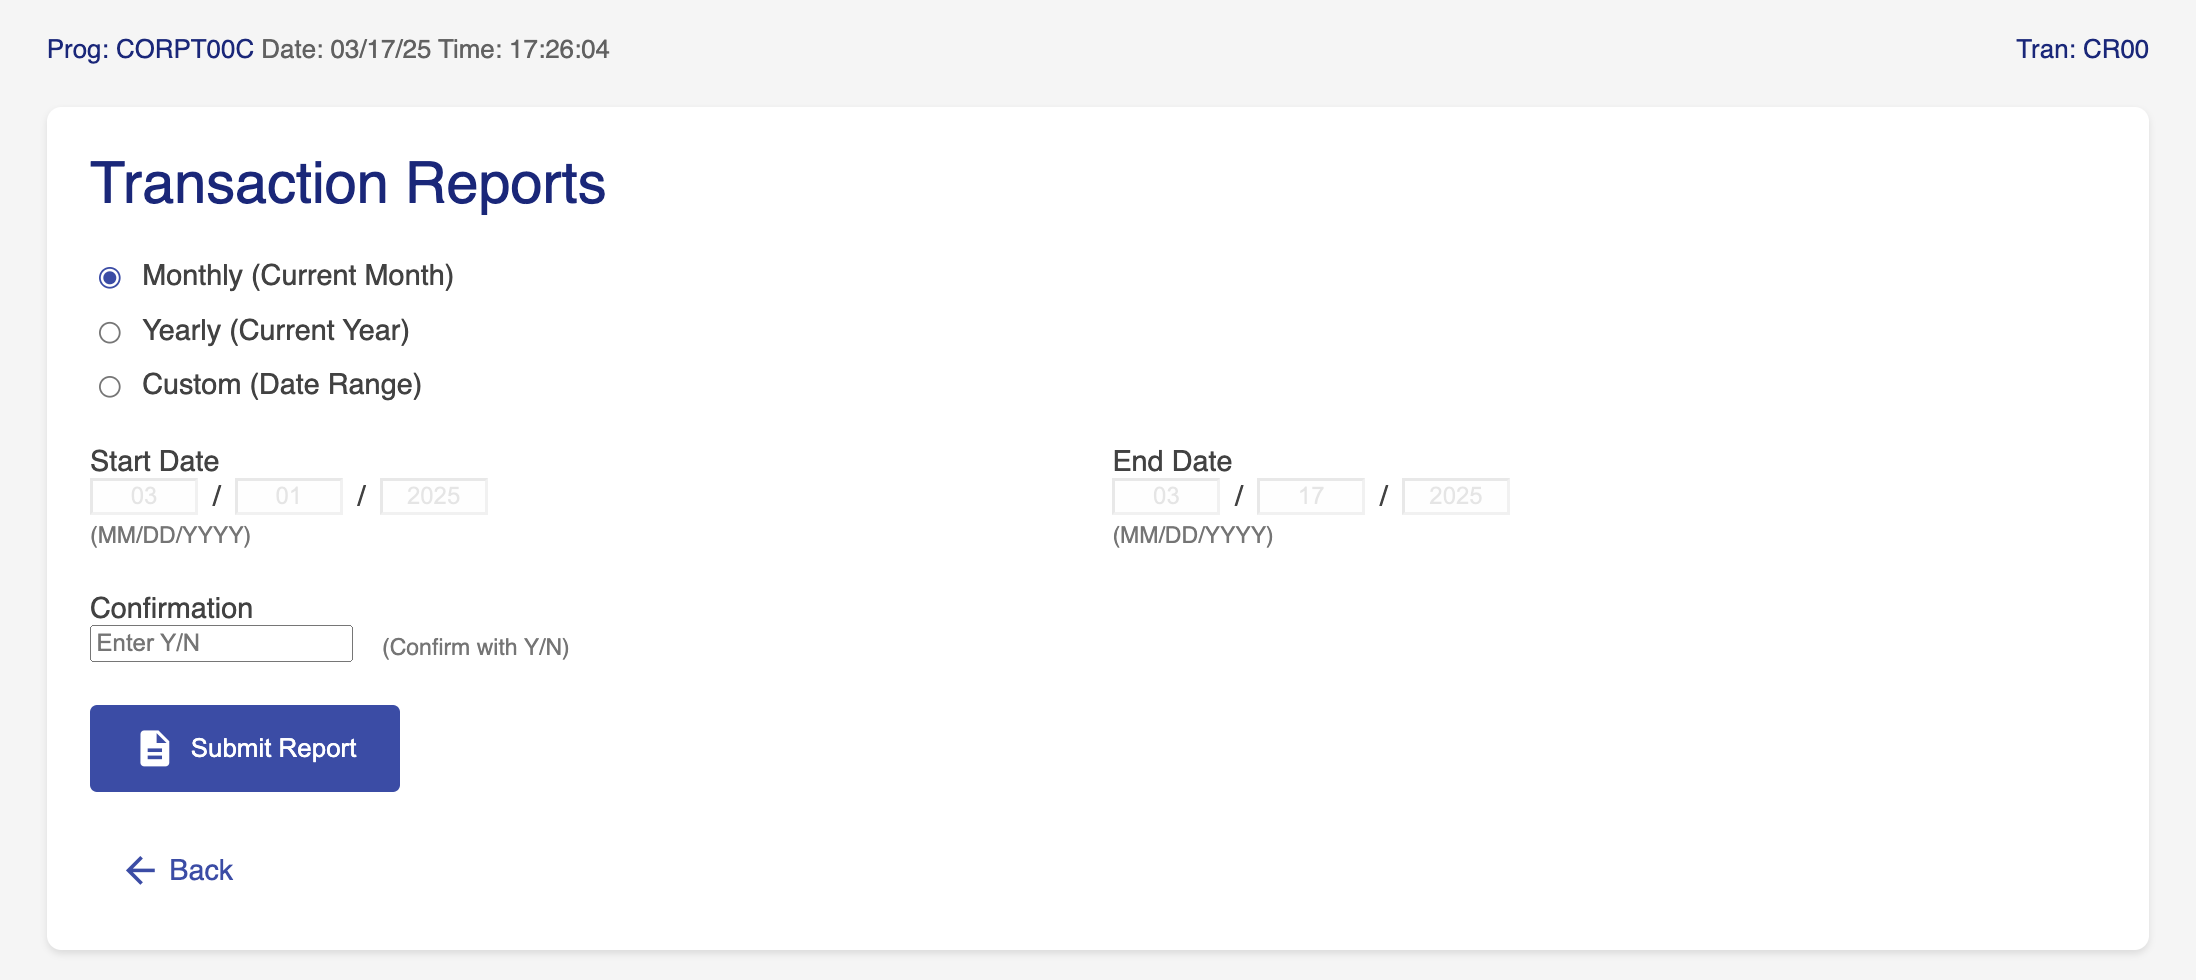 Prog: CORPT00C Date: 03/17/25 Time: 17:26:04
Tran: CR00
Transaction Reports
Monthly (Current Month)
Yearly (Current Year)
Custom (Date Range)
Start Date
03 / 01 / 2025
(MM/DD/YYYY)
End Date
03 / 17 / 2025
(MM/DD/YYYY)
Confirmation
Enter Y/N (Confirm with Y/N)
Submit Report
Back